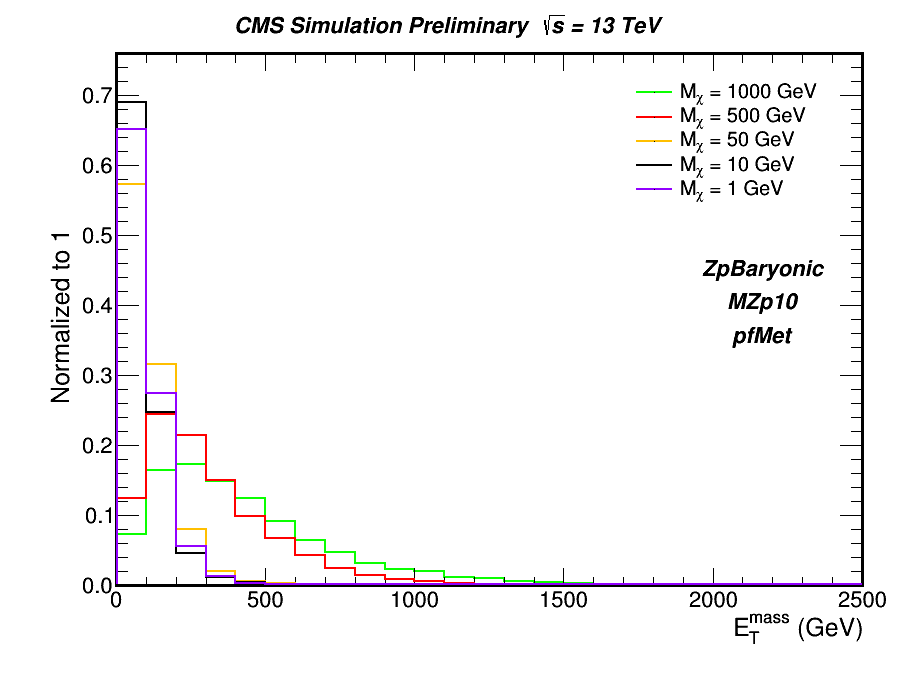 CMS Simulation Preliminary √s = 13 TeV
Normalized to 1
0.7
0.6
0.5
0.4
0.3
0.2
0.1
0.0
Mχ = 1000 GeV
Mχ = 500 GeV
Mχ = 50 GeV
Mχ = 10 GeV
Mχ = 1 GeV
ZpBaryonic
MZp10
pfMet
0 500 1000 1500 2000 2500
E_T^mass (GeV)